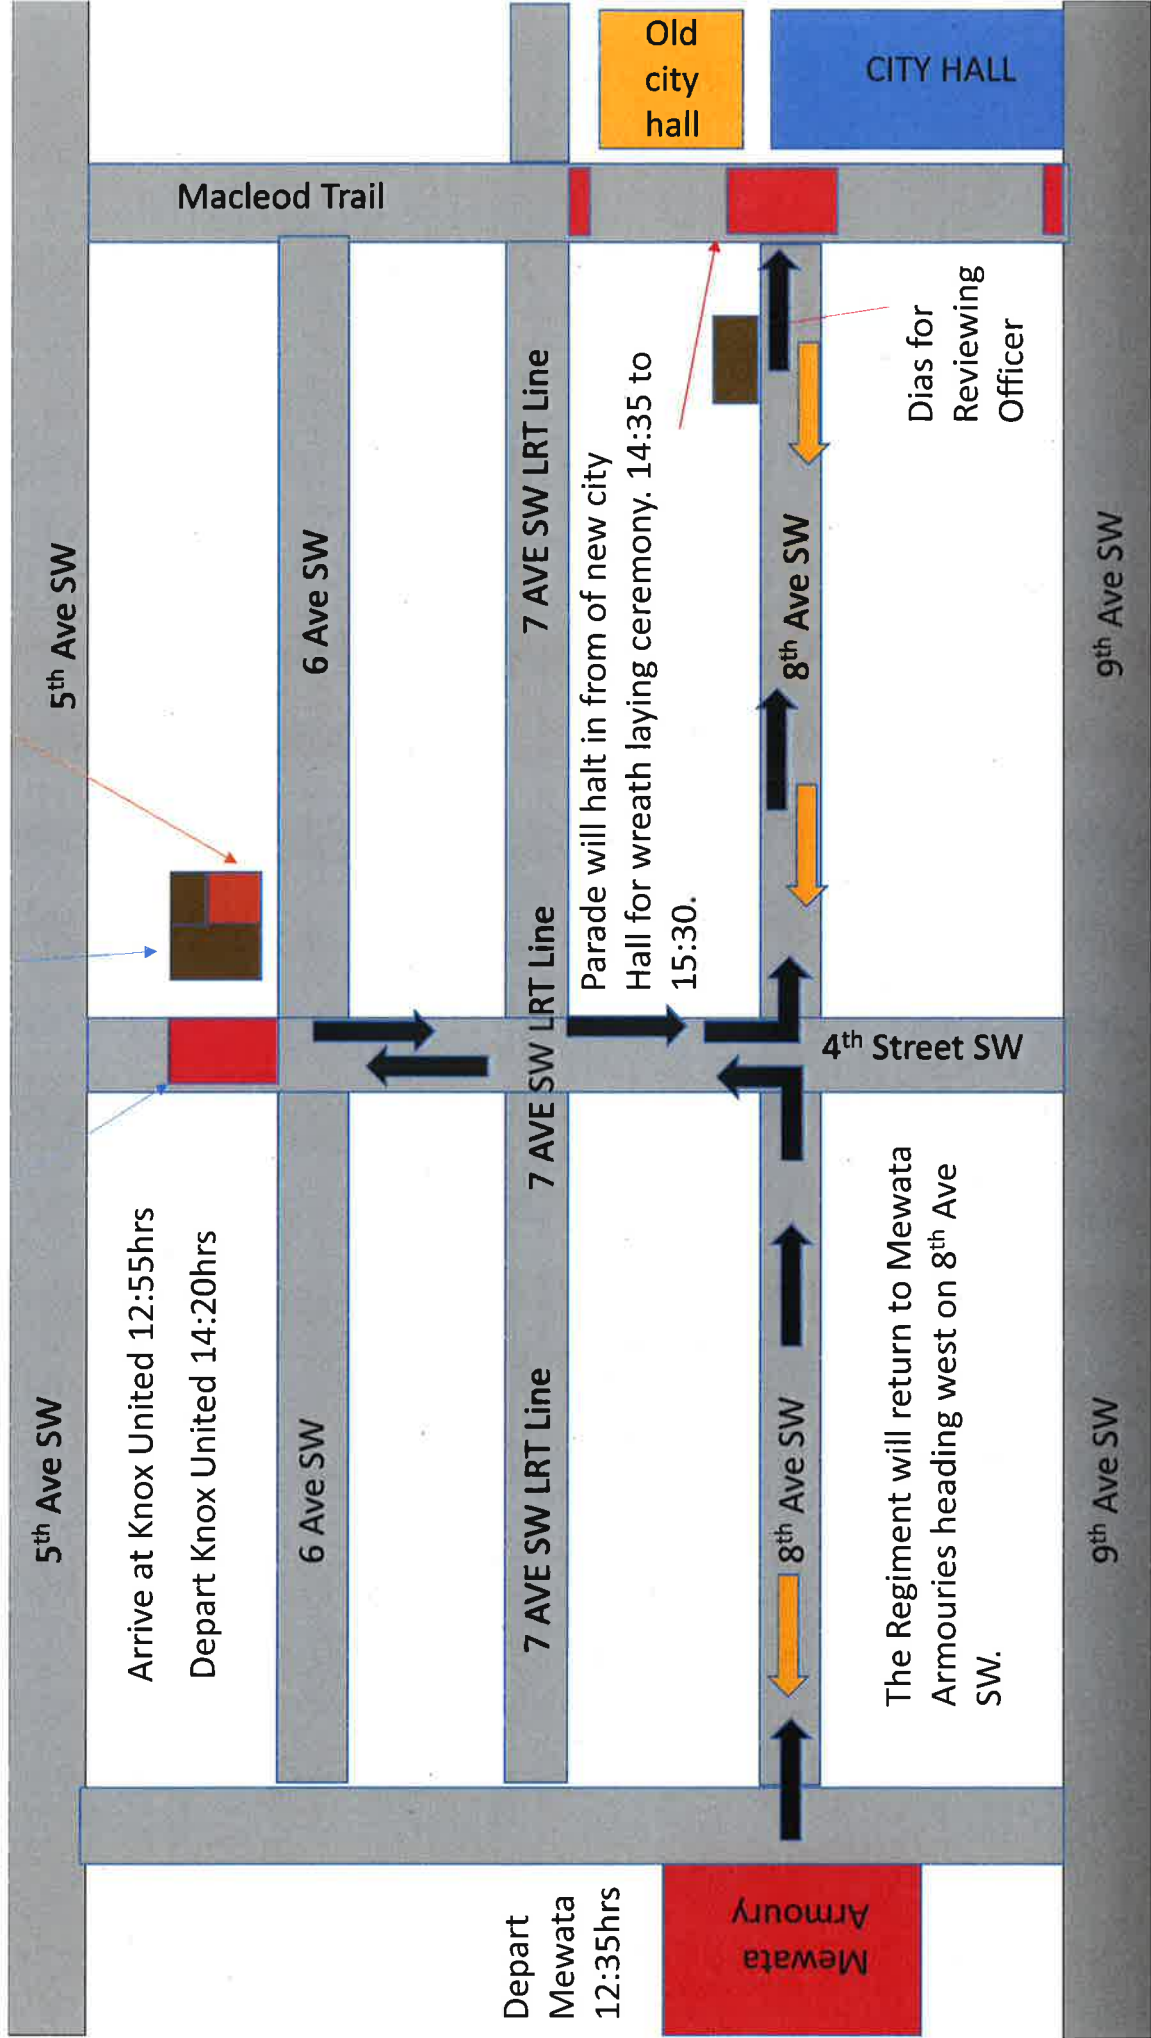 5th Ave SW
5th Ave SW
Arrive at Knox United 12:55hrs
Depart Knox United 14:20hrs
Macleod Trail
6 Ave SW
6 Ave SW
7 AVE SW LRT Line
7 AVE SW LRT Line
7 AVE SW LRT Line
Depart
Mewata
12:35hrs
Parade will halt in from of new city
Hall for wreath laying ceremony. 14:35 to
15:30.
Old
city
hall
CITY HALL
Mewata
Armoury
8th Ave SW
8th Ave SW
4th Street SW
Dias for
Reviewing
Officer
The Regiment will return to Mewata
Armouries heading west on 8th Ave
SW.
9th Ave SW
9th Ave SW